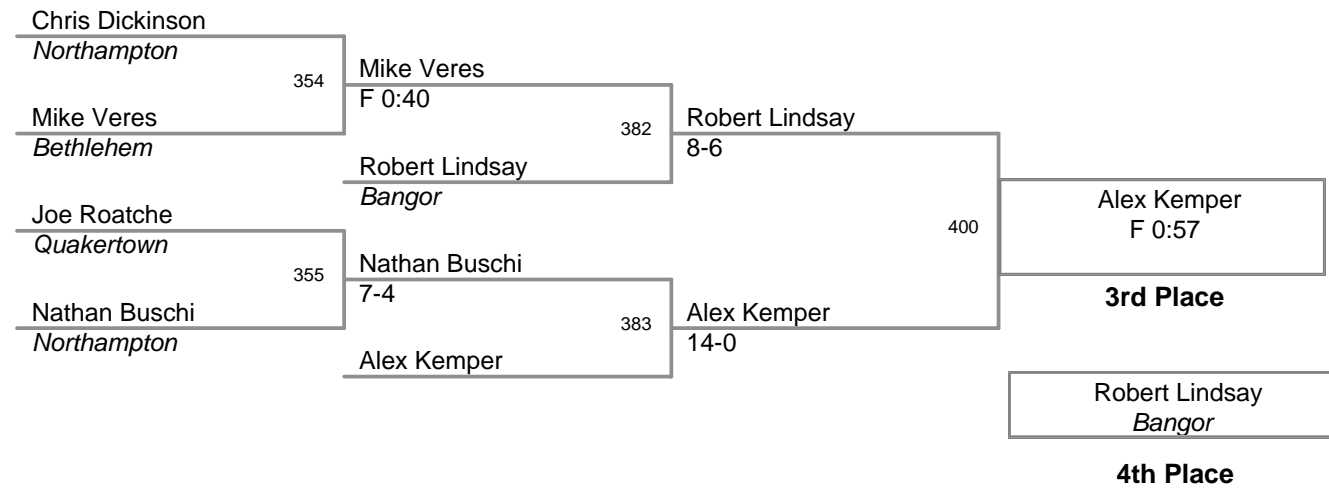 Chris Dickinson
Northampton
354
Mike Veres
Bethlehem
Joe Roatche
Quakertown
355
Nathan Buschi
Northampton
Mike Veres
F 0:40
382
Robert Lindsay
Bangor
Nathan Buschi
7-4
383
Alex Kemper
Robert Lindsay
8-6
400
Alex Kemper
14-0
Alex Kemper
F 0:57
3rd Place
Robert Lindsay
Bangor
4th Place